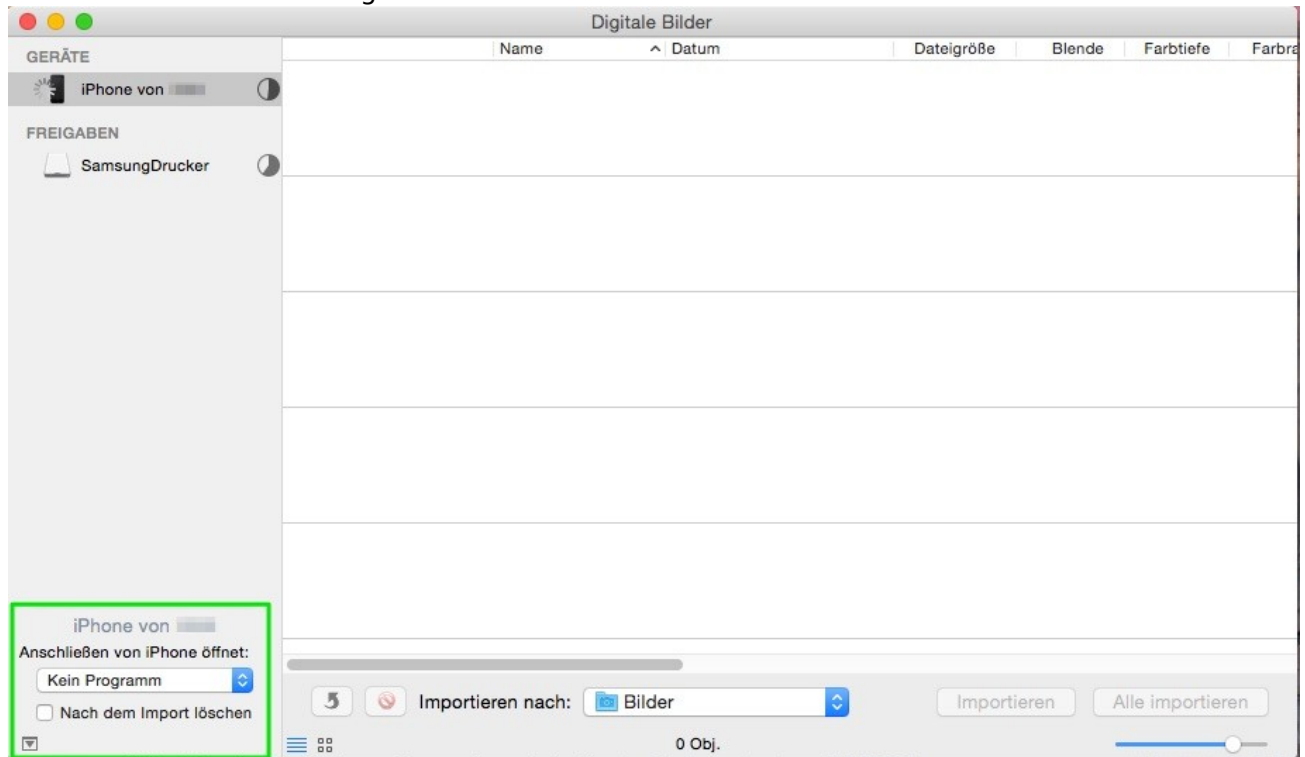 Digitale Bilder
GERÄTE
Name Datum Dateigröße Blende Farbtiefe Farbra
iPhone von
FREIGABEN
SamsungDrucker
iPhone von
Anschließen von iPhone öffnet:
Kein Programm
Nach dem Import löschen
Importieren nach: Bilder Importieren Alle importieren
0 Obj.